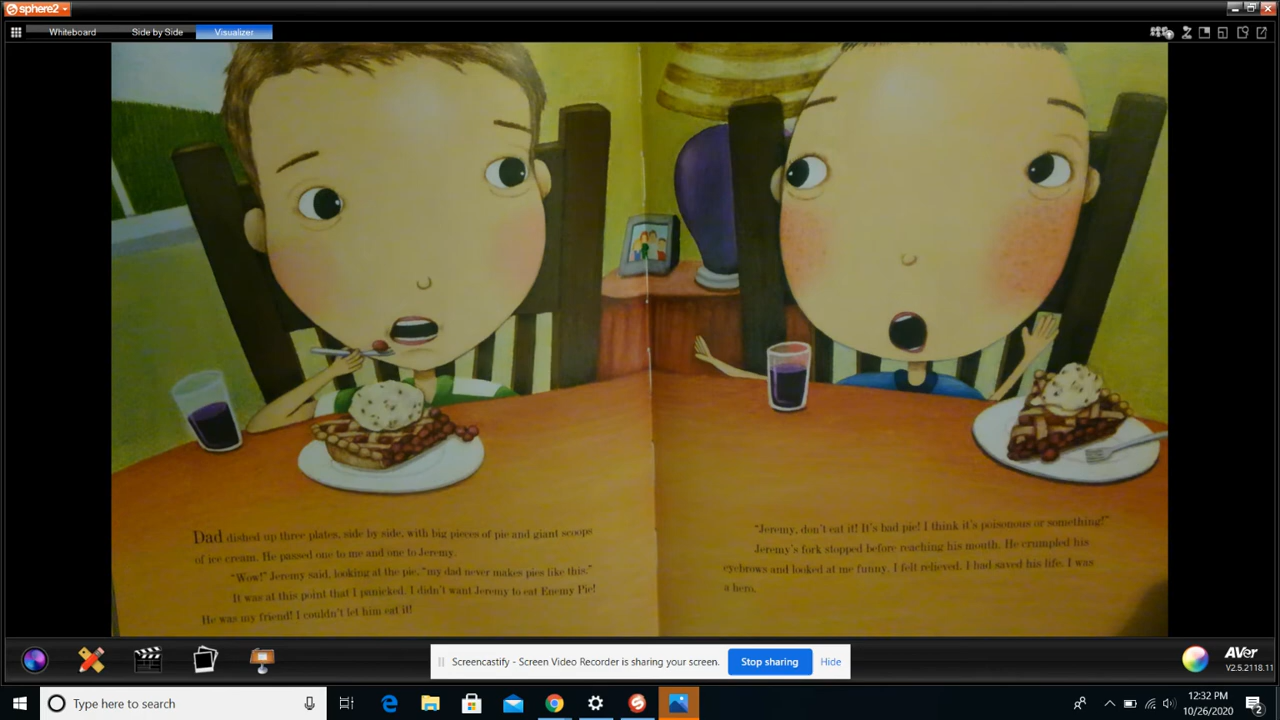 sphere2
Whiteboard
Side by Side
Visualizer
Dad dished up three plates, side by side, with big pieces of pie and giant scoops
of ice cream. He passed one to me and one to Jeremy.
"Wow!" Jeremy said, looking at the pie, "my dad never makes pies like this."
It was at this point that I panicked. I didn't want Jeremy to eat Enemy Pie!
He was my friend! I couldn't let him eat it!
"Jeremy, don't eat it! It's bad pie! I think it's poisonous or something!"
Jeremy's fork stopped before reaching his mouth. He crumpled his
eyebrows and looked at me funny. I felt relieved. I had saved his life. I was
a hero.
Screencastify - Screen Video Recorder is sharing your screen.
Stop sharing
Hide
AVer
V2.5.2118.11
Type here to search
12:32 PM
10/26/2020
2